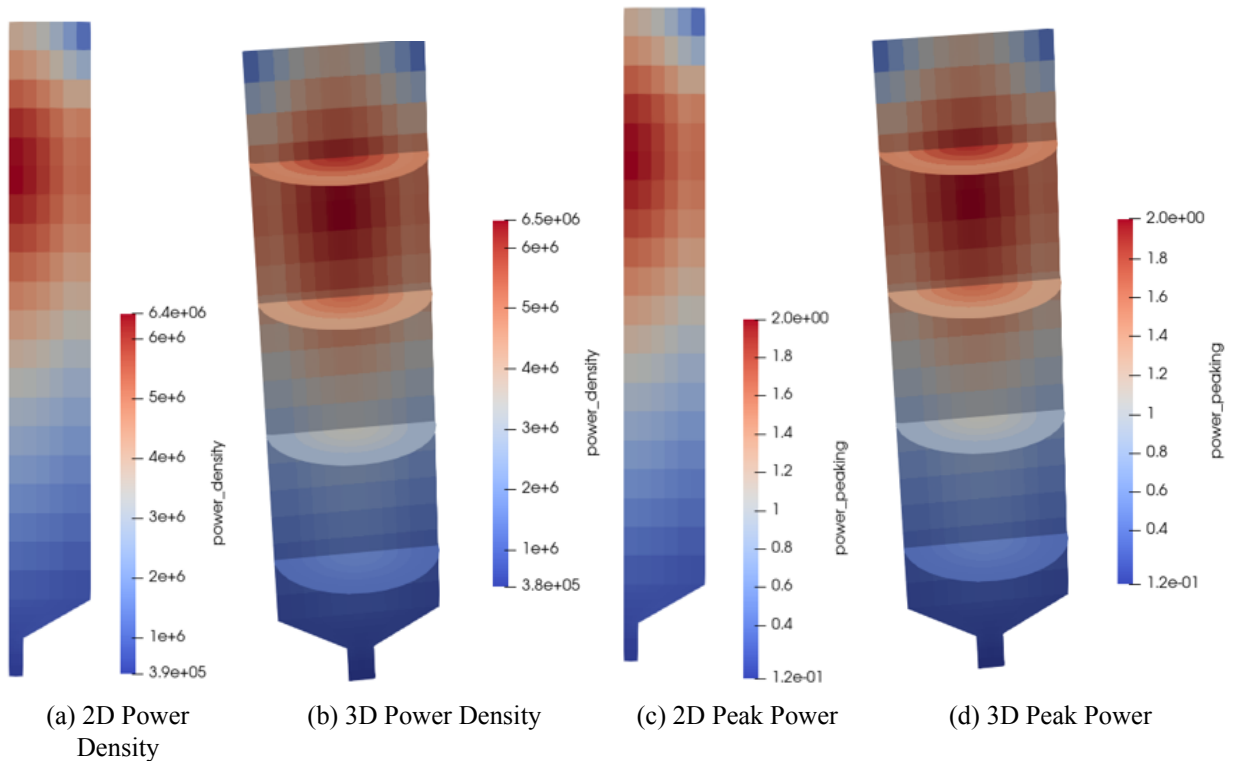 6.4e+06
6e+6
5e+6
4e+6
3e+6
2e+6
1e+6
3.9e+05
power_density
6.5e+06
6e+6
5e+6
4e+6
3e+6
2e+6
1e+6
3.8e+05
power_density
2.0e+00
1.8
1.6
1.4
1.2
1
0.8
0.6
0.4
1.2e-01
power_peaking
2.0e+00
1.8
1.6
1.4
1.2
1
0.8
0.6
0.4
1.2e-01
power_peaking
(a) 2D Power
Density
(b) 3D Power Density
(c) 2D Peak Power
(d) 3D Peak Power